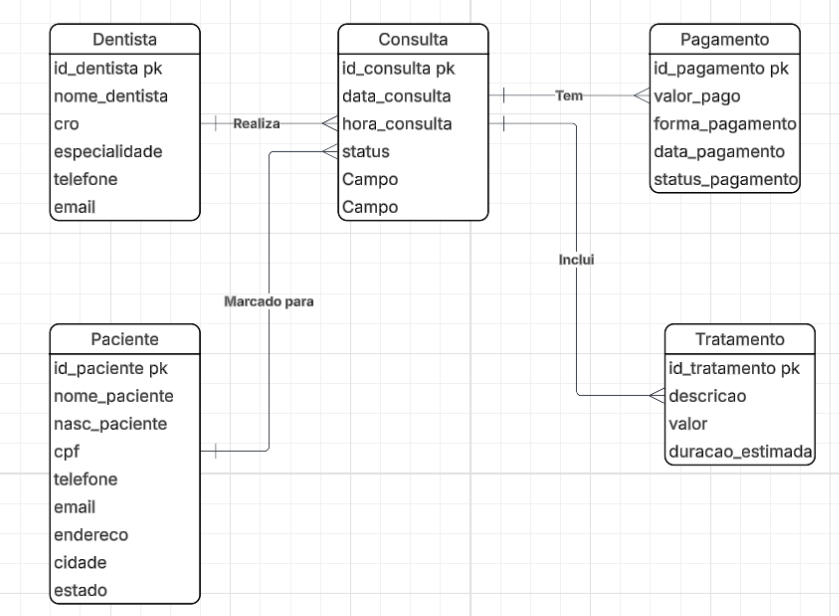 Dentista
id_dentista pk
nome_dentista
cro
especialidade
telefone
email
Realiza
Consulta
id_consulta pk
data_consulta
hora_consulta
status
Campo
Campo
Tem
Pagamento
id_pagamento pk
valor_pago
forma_pagamento
data_pagamento
status_pagamento
Inclui
Marcado para
Paciente
id_paciente pk
nome_paciente
nasc_paciente
cpf
telefone
email
endereco
cidade
estado
Tratamento
id_tratamento pk
descricao
valor
duracao_estimada